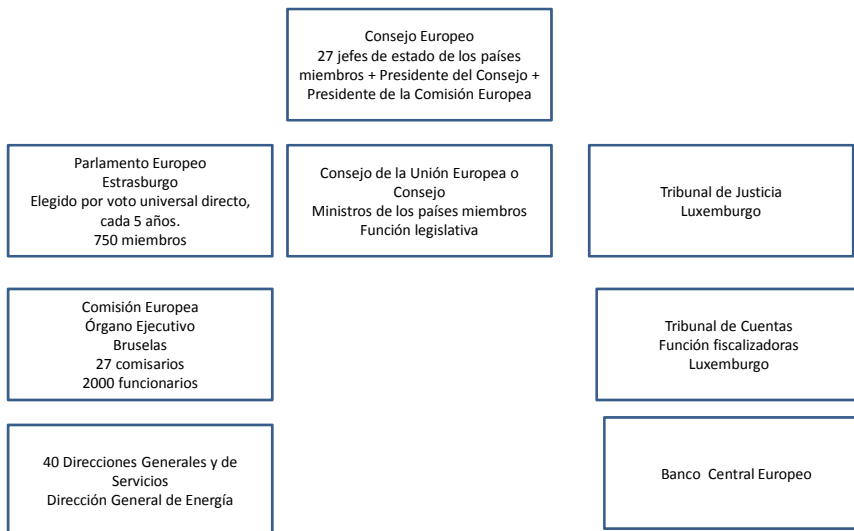 Consejo Europeo
27 jefes de estado de los países
miembros + Presidente del Consejo +
Presidente de la Comisión Europea
Parlamento Europeo
Estrasburgo
Elegido por voto universal directo,
cada 5 años.
750 miembros
Consejo de la Unión Europea o
Consejo
Ministros de los países miembros
Función legislativa
Tribunal de Justicia
Luxemburgo
Comisión Europea
Órgano Ejecutivo
Bruselas
27 comisarios
2000 funcionarios
Tribunal de Cuentas
Función fiscalizadoras
Luxemburgo
40 Direcciones Generales y de
Servicios
Dirección General de Energía
Banco Central Europeo